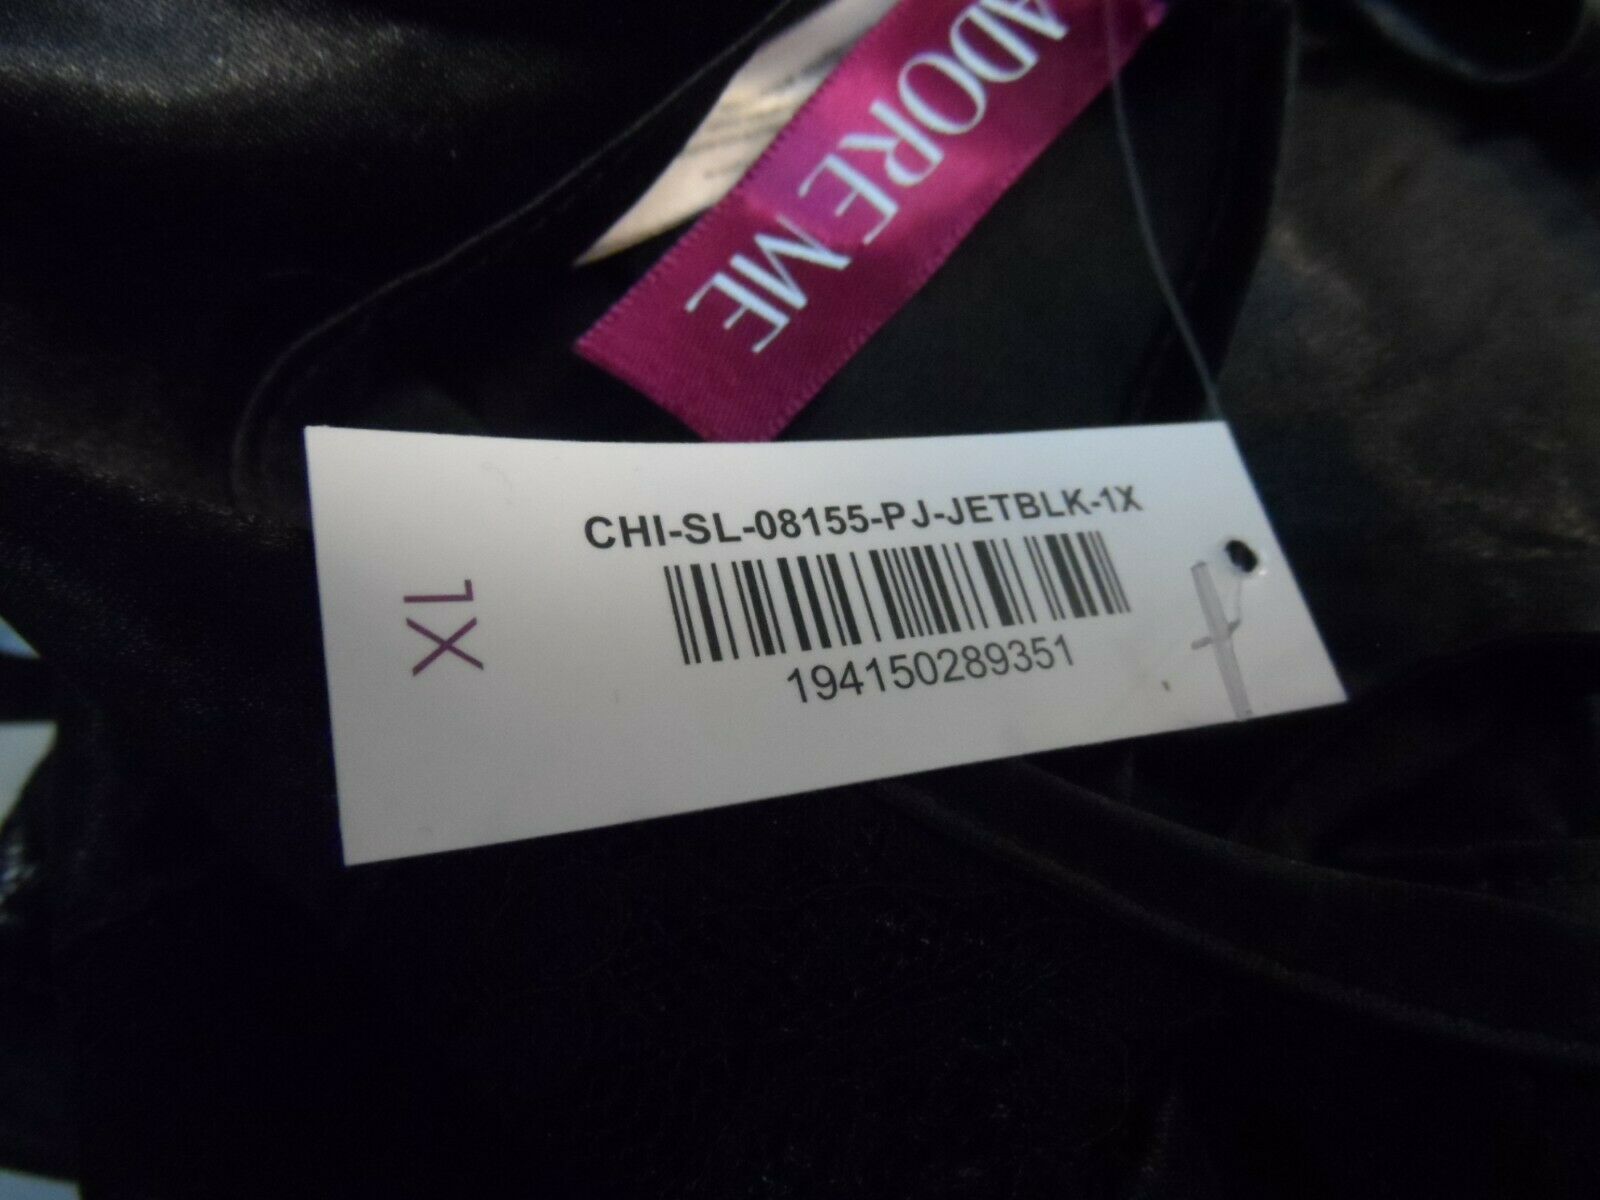 ADORE ME
CHI-SL-08155-PJ-JETBLK-1X
XL
194150289351